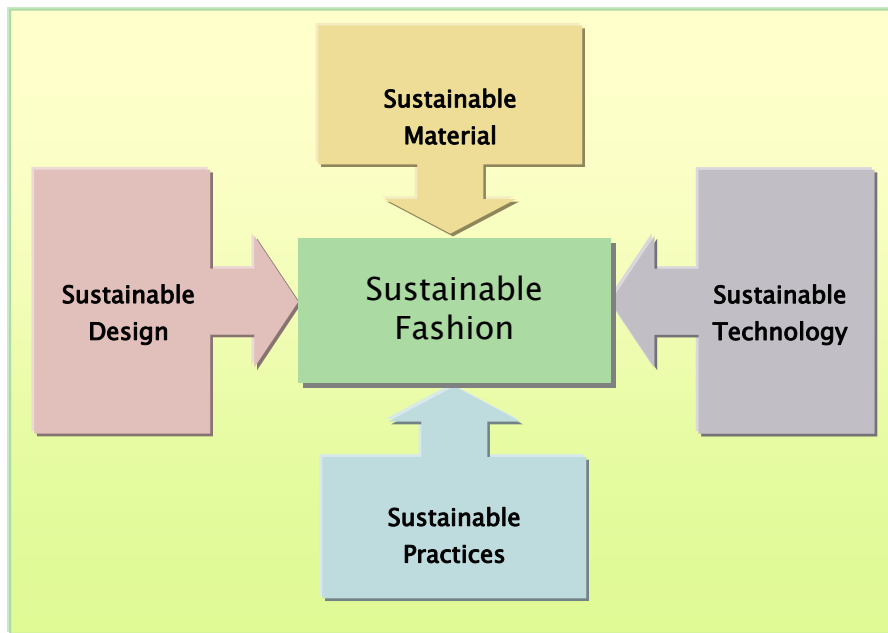 Sustainable
Material
Sustainable
Design
Sustainable
Fashion
Sustainable
Technology
Sustainable
Practices